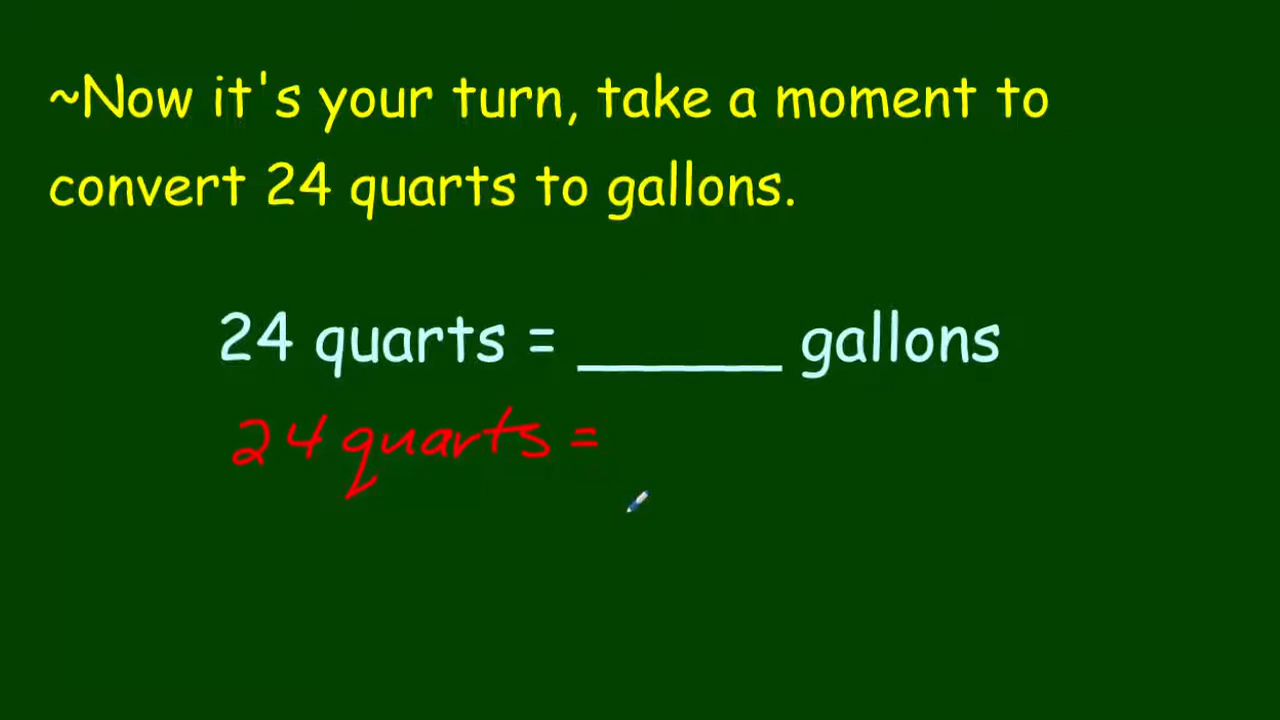 ~Now it's your turn, take a moment to
convert 24 quarts to gallons.
24 quarts = ______ gallons
24 quarts =